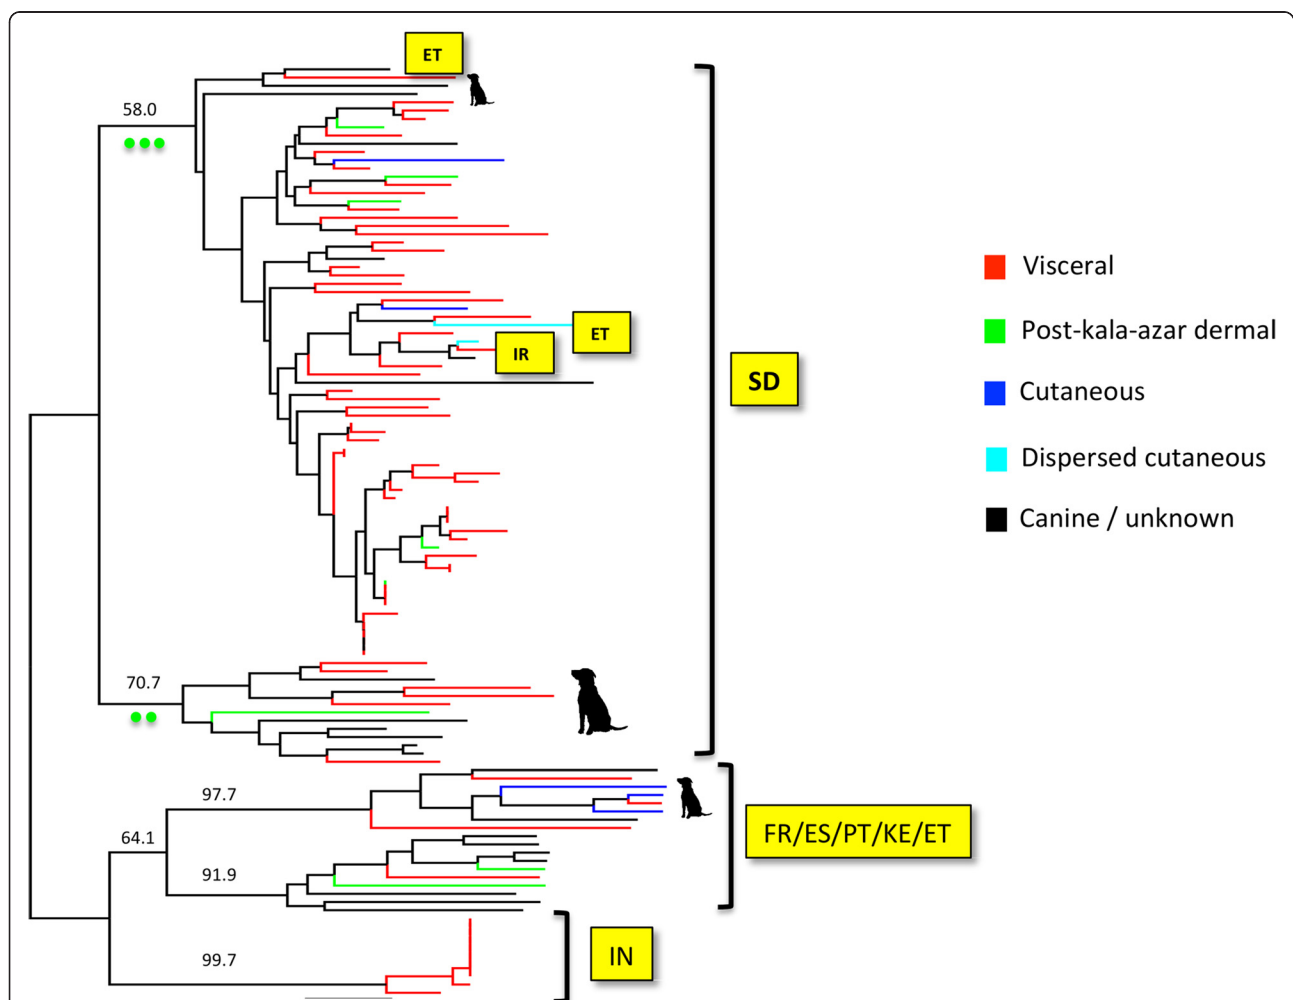 ET
58.0
ET
IR
SD
Visceral
Post-kala-azar dermal
Cutaneous
Dispersed cutaneous
Canine / unknown
70.7
97.7
64.1
FR/ES/PT/KE/ET
91.9
IN
99.7